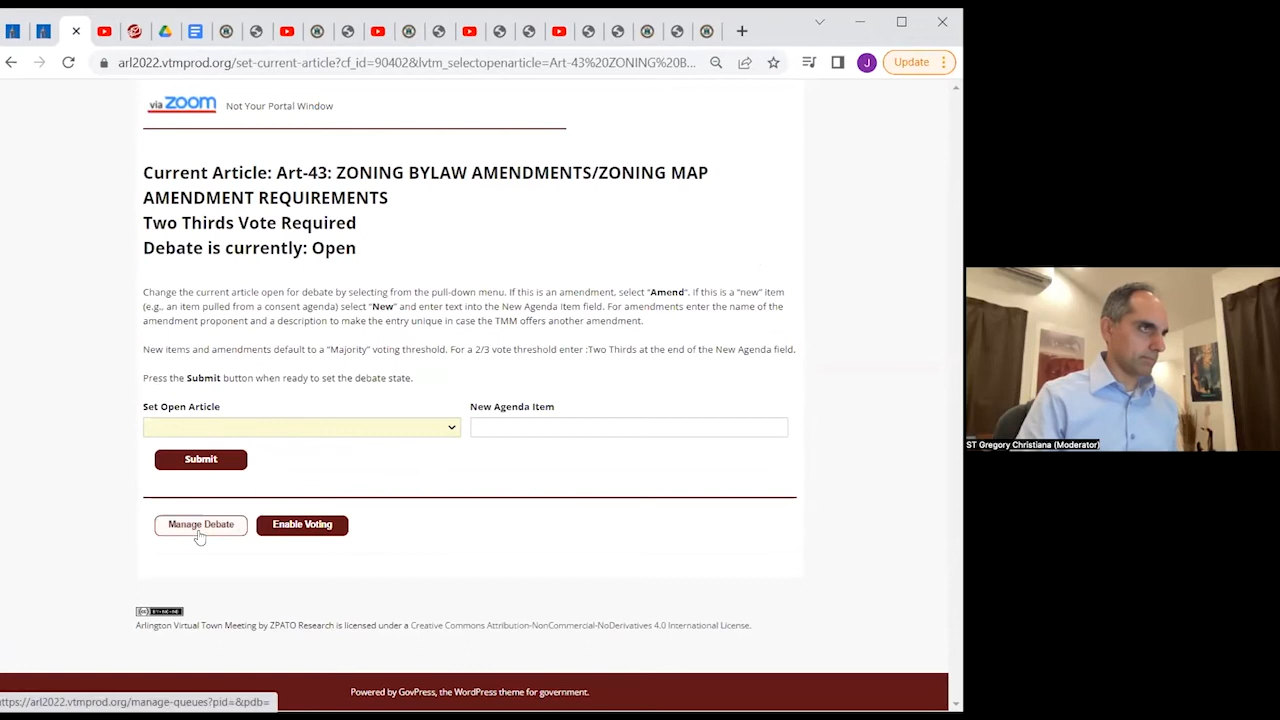 arl2022.vtmprod.org/set-current-article?cf_id=90402&lvtm_selectopenarticle=Art-43%20ZONING%20B...
J
Update
via zoom
Not Your Portal Window
Current Article: Art-43: ZONING BYLAW AMENDMENTS/ZONING MAP
AMENDMENT REQUIREMENTS
Two Thirds Vote Required
Debate is currently: Open
Change the current article open for debate by selecting from the pull-down menu. If this is an amendment, select "Amend". If this is a "new" item
(e.g., an item pulled from a consent agenda) select "New" and enter text into the New Agenda Item field. For amendments enter the name of the
amendment proponent and a description to make the entry unique in case the TMM offers another amendment.
New items and amendments default to a "Majority" voting threshold. For a 2/3 vote threshold enter :Two Thirds at the end of the New Agenda field.
Press the Submit button when ready to set the debate state.
Set Open Article
New Agenda Item
Submit
Manage Debate
Enable Voting
ST Gregory Christiana (Moderator)
Arlington Virtual Town Meeting by ZPATO Research is licensed under a Creative Commons Attribution-NonCommercial-NoDerivatives 4.0 International License.
Powered by GovPress, the WordPress theme for government.
https://arl2022.vtmprod.org/manage-queues?pid=&pdb=